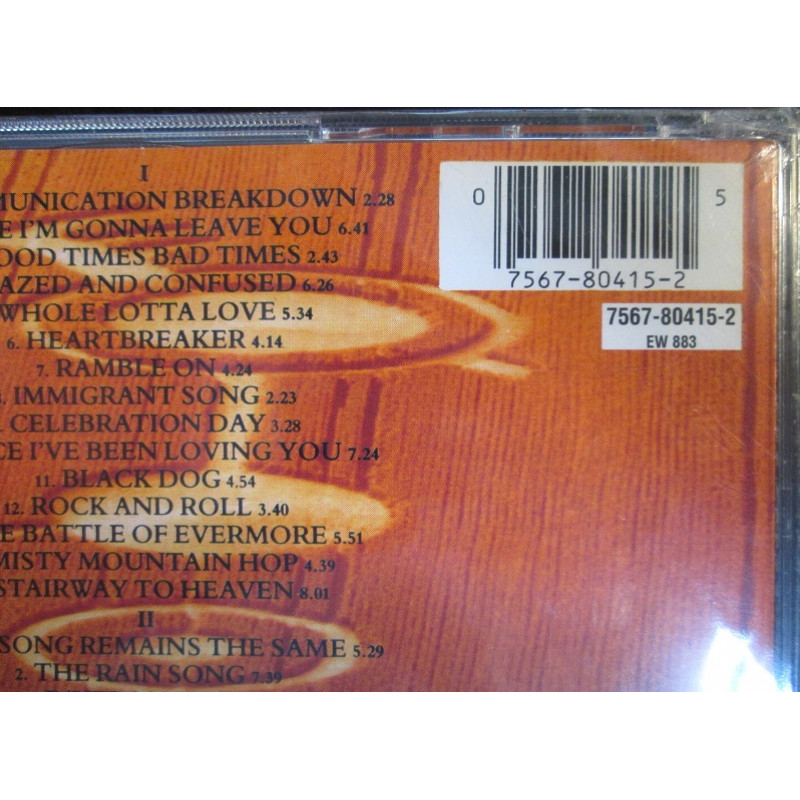 I
MUNICATION BREAKDOWN 2.28
E I'M GONNA LEAVE YOU 6.41
OOD TIMES BAD TIMES 2.43
AZED AND CONFUSED 6.26
WHOLE LOTTA LOVE 5.34
6. HEARTBREAKER 4.14
7. RAMBLE ON 4.24
. IMMIGRANT SONG 2.23
. CELEBRATION DAY 3.28
CE I'VE BEEN LOVING YOU 7.24
11. BLACK DOG 4.54
12. ROCK AND ROLL 3.40
E BATTLE OF EVERMORE 5.51
MISTY MOUNTAIN HOP 4.39
STAIRWAY TO HEAVEN 8.01
II
SONG REMAINS THE SAME 5.29
2. THE RAIN SONG 7.39
0 5
7567-80415-2
7567-80415-2
EW 883